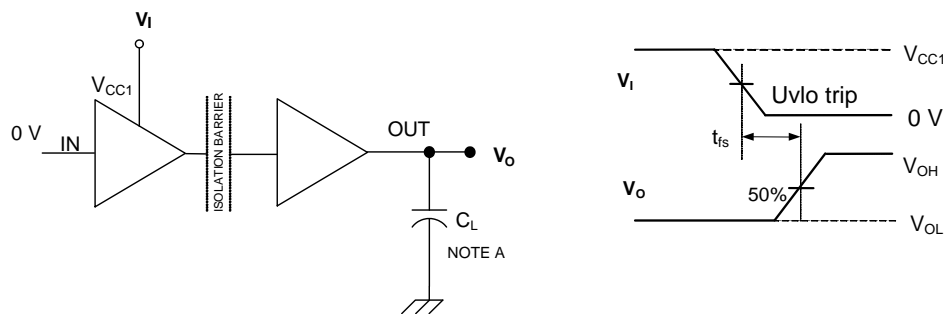 VI
VCC1
0 V
IN
ISOLATION BARRIER
OUT
VO
CL
NOTE A
VI
VCC1
Uvlo trip
0 V
tfs
VO
50%
VOH
VOL